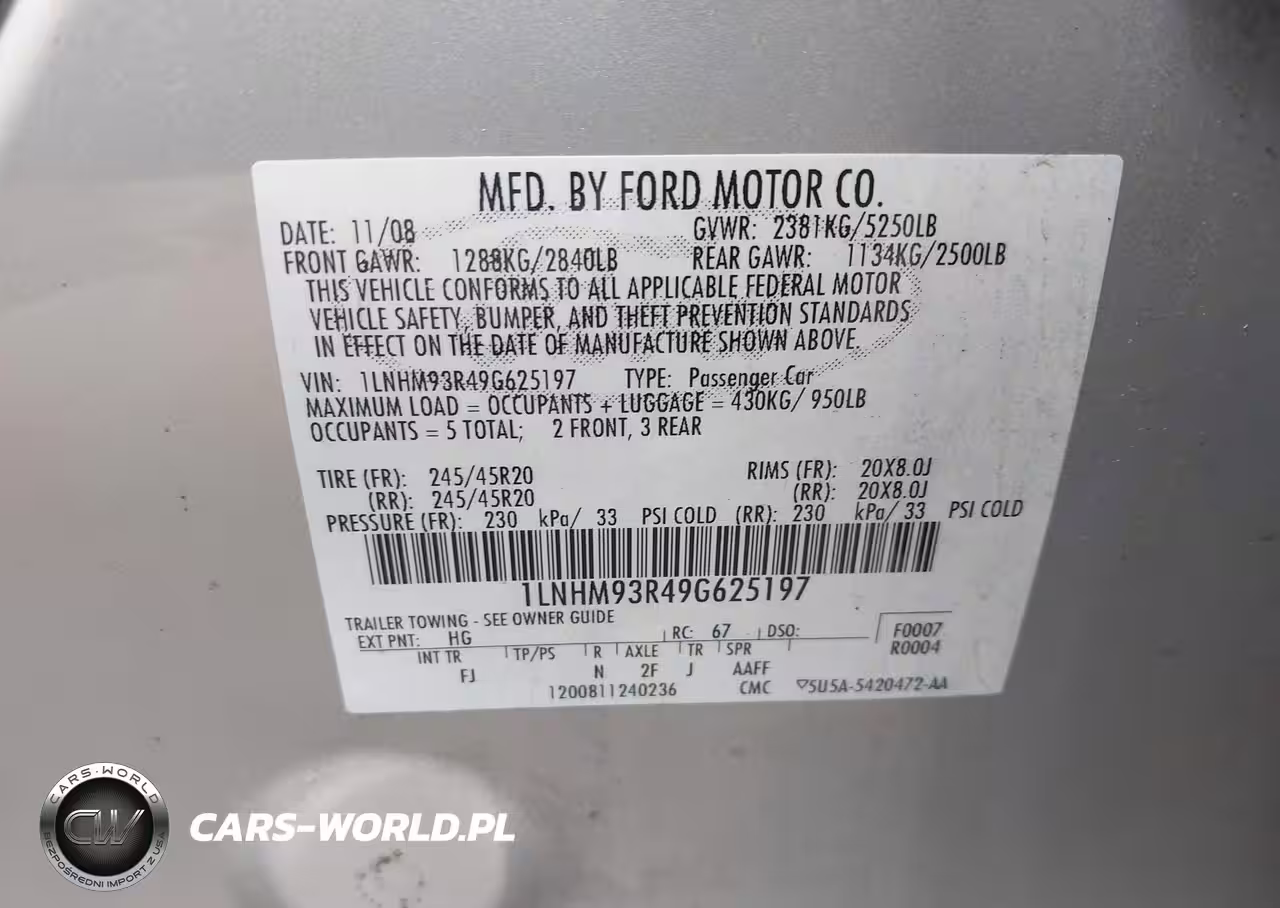 MFD. BY FORD MOTOR CO.
DATE: 11/08 GVWR: 2381KG/5250LB
FRONT GAWR: 1288KG/2840LB REAR GAWR: 1134KG/2500LB
THIS VEHICLE CONFORMS TO ALL APPLICABLE FEDERAL MOTOR
VEHICLE SAFETY, BUMPER, AND THEFT PREVENTION STANDARDS
IN EFFECT ON THE DATE OF MANUFACTURE SHOWN ABOVE.
VIN: 1LNHM93R49G625197 TYPE: Passenger Car
MAXIMUM LOAD = OCCUPANTS + LUGGAGE = 430KG/ 950LB
OCCUPANTS = 5 TOTAL; 2 FRONT, 3 REAR
TIRE (FR): 245/45R20 RIMS (FR): 20X8.0J
(RR): 245/45R20 (RR): 20X8.0J
PRESSURE (FR): 230 kPa/ 33 PSI COLD (RR): 230 kPa/ 33 PSI COLD
1LNHM93R49G625197
TRAILER TOWING - SEE OWNER GUIDE
EXT PNT: HG RC: 67 DSO: F0007
R0004
INT TR TP/PS R AXLE TR SPR
FJ N 2F J AAFF
1200811240236 CMC ▽5U5A-5420472-AA
CARS-WORLD
CW
BEZPOŚREDNI IMPORT Z USA
CARS-WORLD.PL